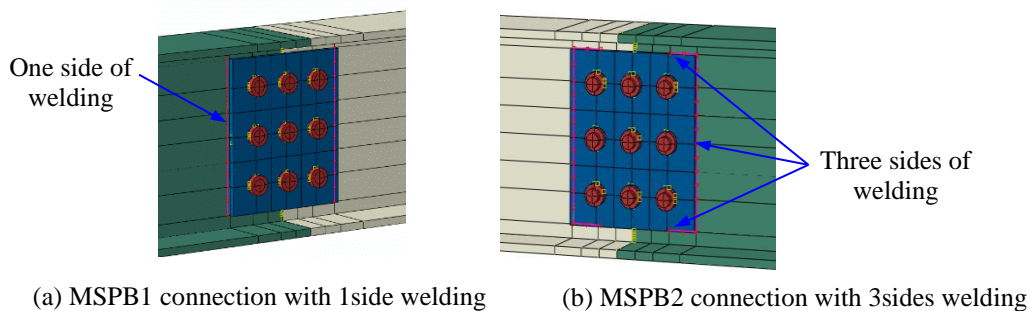 One side of
welding
Three sides of
welding
(a) MSPB1 connection with 1side welding
(b) MSPB2 connection with 3sides welding